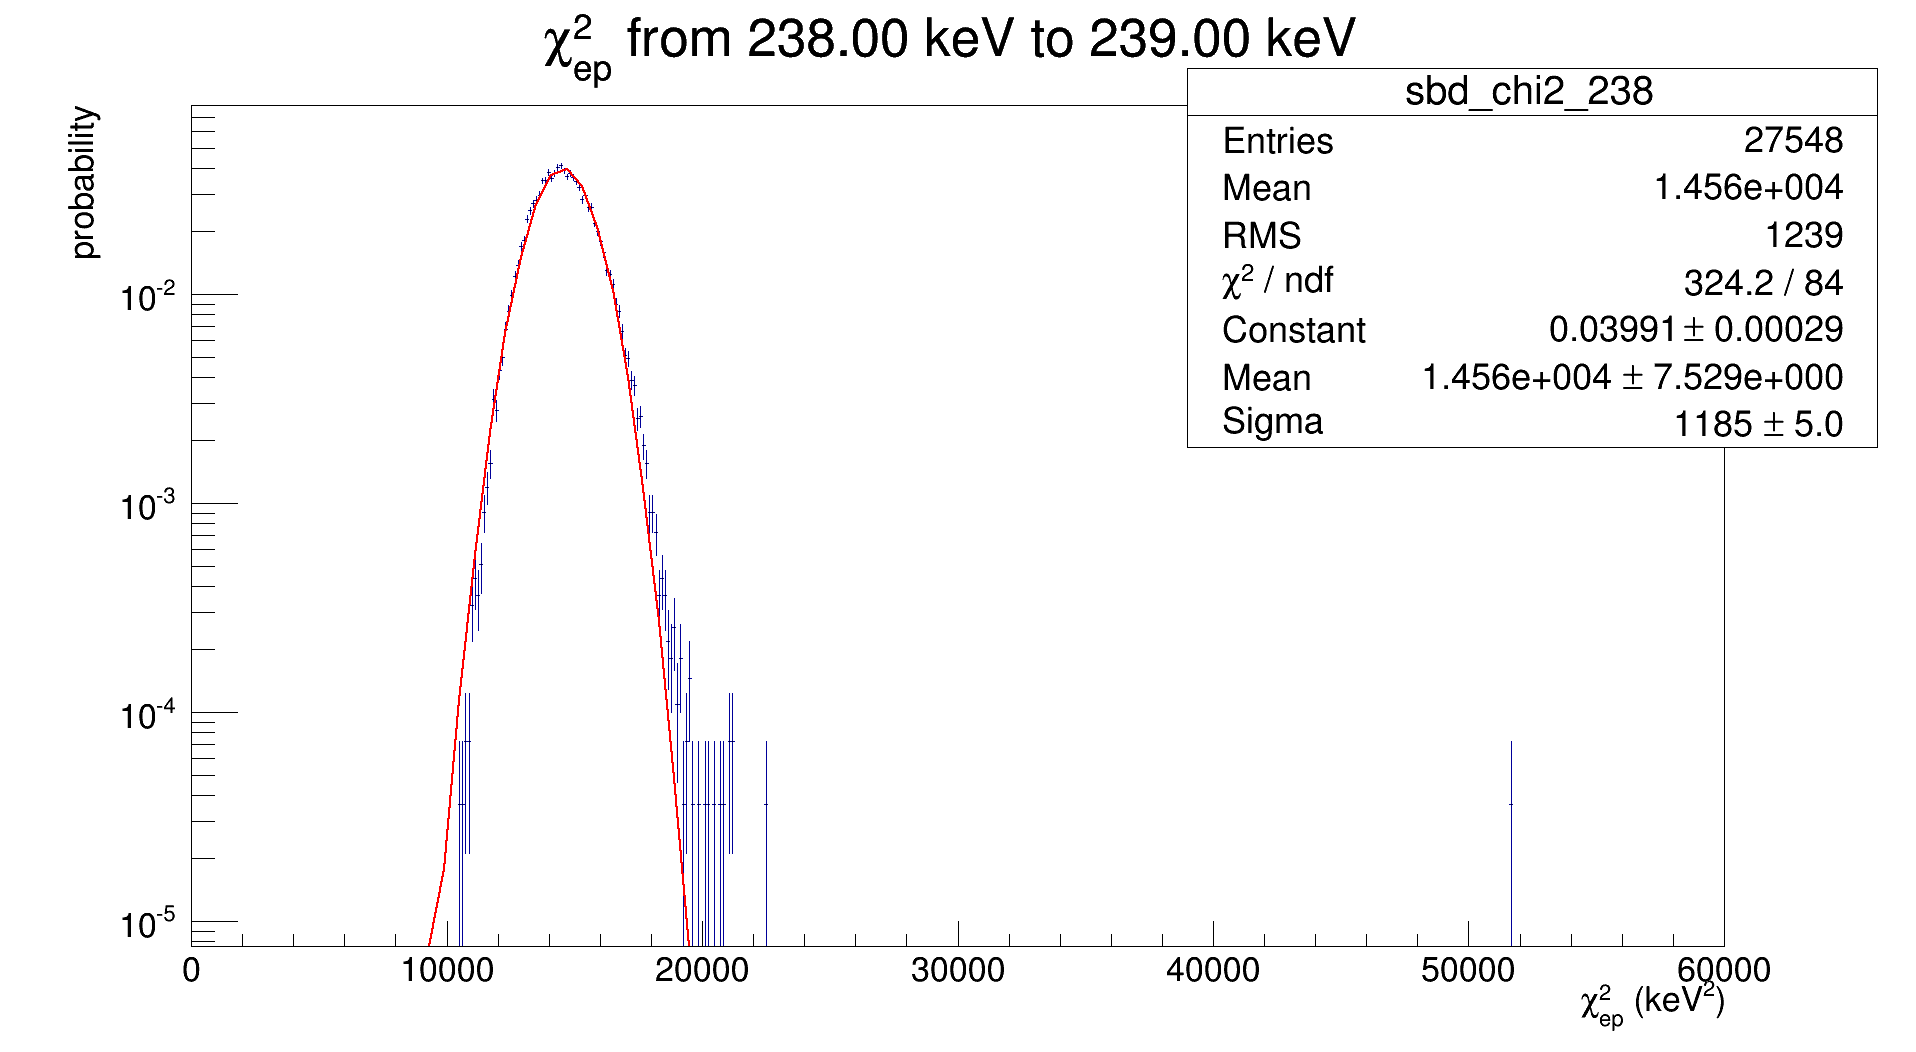 χ²ep from 238.00 keV to 239.00 keV
sbd_chi2_238
Entries 27548
Mean 1.456e+004
RMS 1239
χ² / ndf 324.2 / 84
Constant 0.03991 ± 0.00029
Mean 1.456e+004 ± 7.529e+000
Sigma 1185 ± 5.0
probability
10⁻²
10⁻³
10⁻⁴
10⁻⁵
0 10000 20000 30000 40000 50000 60000
χ²ep (keV²)